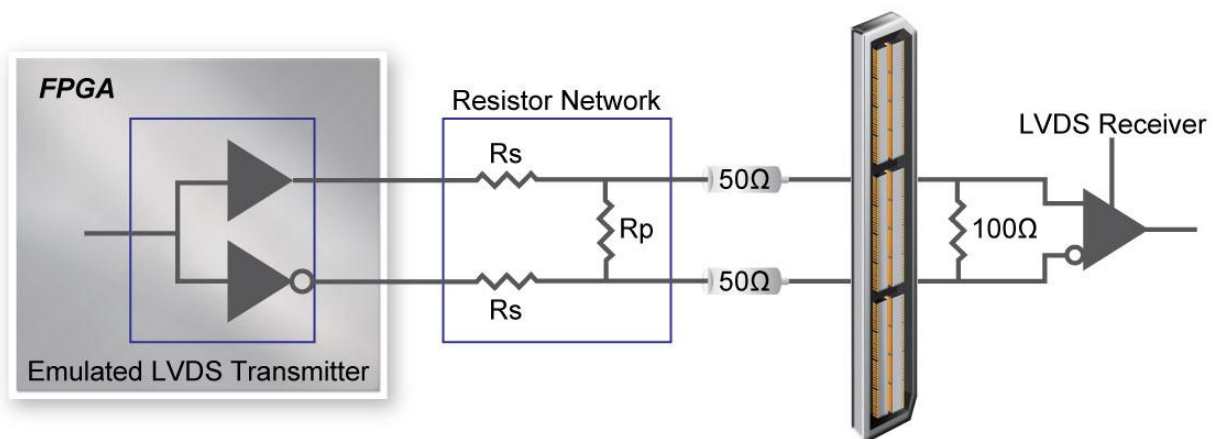 FPGA
Resistor Network
LVDS Receiver
Rs
50Ω
Rp
100Ω
50Ω
Rs
Emulated LVDS Transmitter